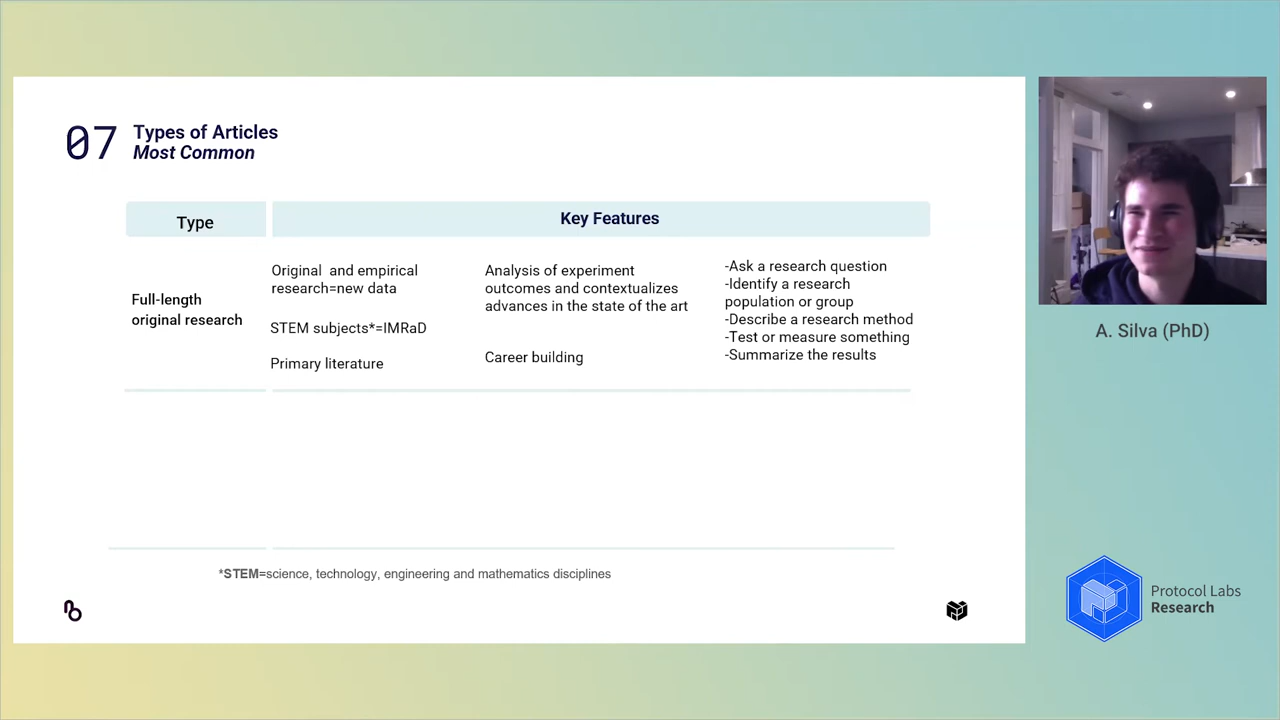 07
Types of Articles
Most Common
Type
Key Features
Full-length
original research
Original  and empirical
research=new data
STEM subjects*=IMRaD
Primary literature
Analysis of experiment
outcomes and contextualizes
advances in the state of the art
Career building
-Ask a research question
-Identify a research
population or group
-Describe a research method
-Test or measure something
-Summarize the results
*STEM=science, technology, engineering and mathematics disciplines
A. Silva (PhD)
Protocol Labs
Research